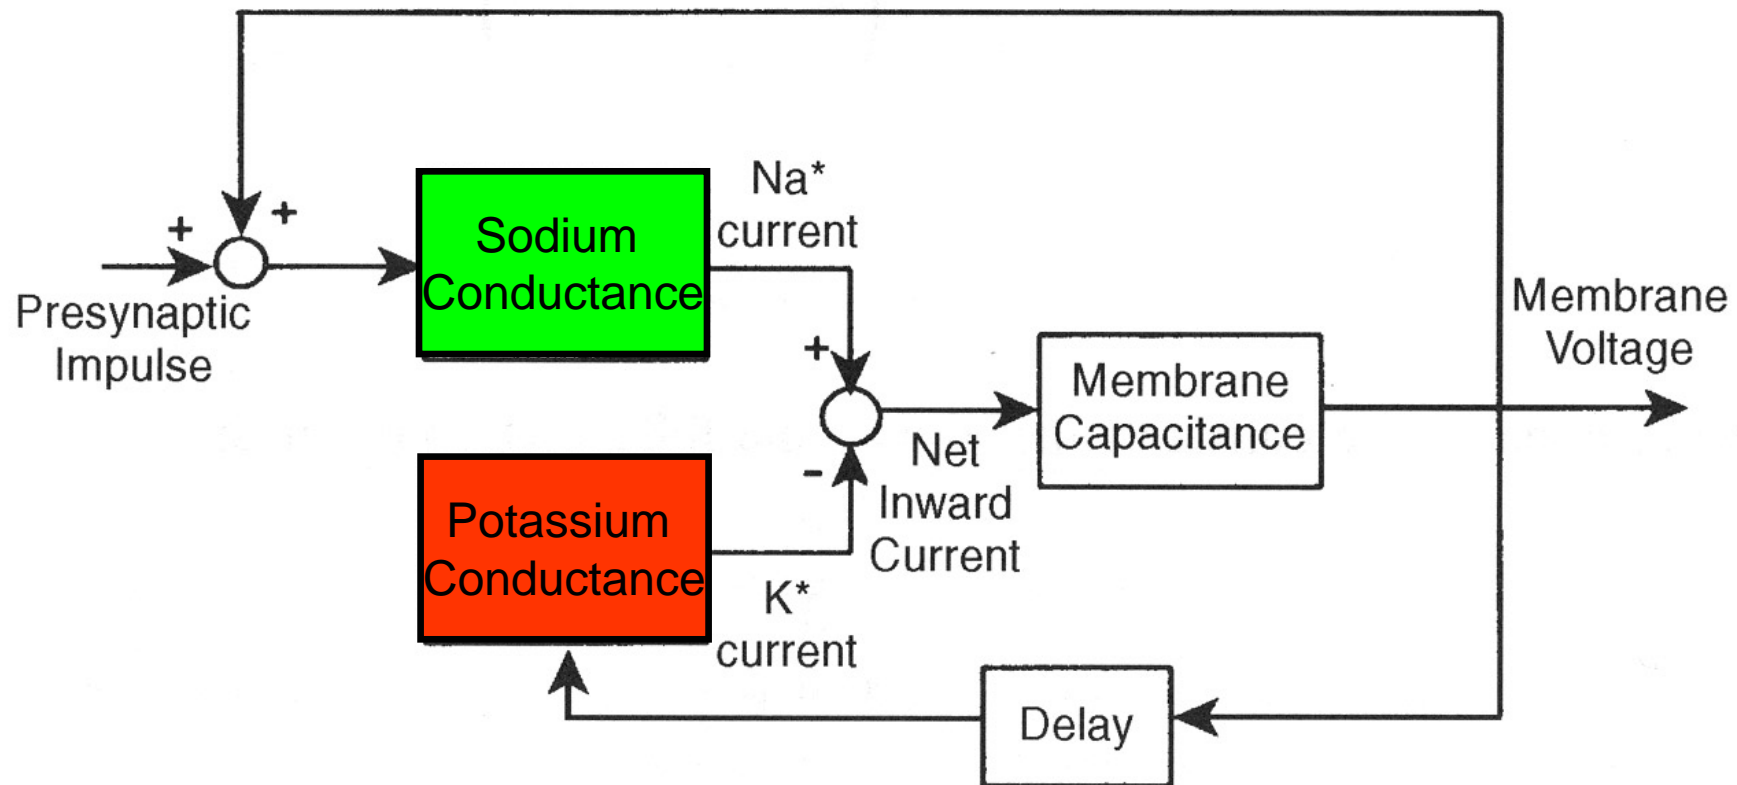 +
+
Presynaptic
Impulse
Sodium
Conductance
Na*
current
+
-
Potassium
Conductance
K*
current
Net
Inward
Current
Membrane
Capacitance
Membrane
Voltage
Delay